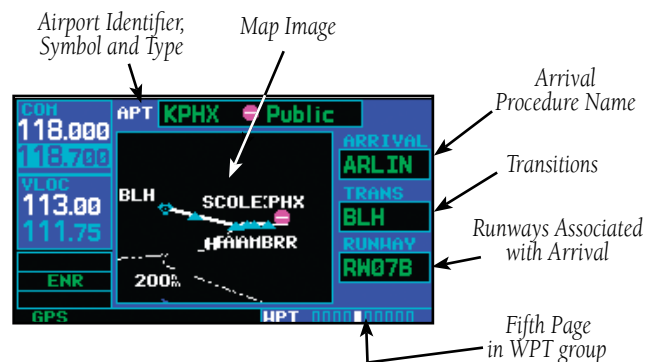 Airport Identifier,
Symbol and Type
Map Image
Arrival
Procedure Name
Transitions
Runways Associated
with Arrival
Fifth Page
in WPT group
COM
118.000
118.700
VLOC
113.00
111.75
ENR
GPS
APT KPHX Public
BLH
SCOLE PHX
BRR
200
ARRIVAL
ARLIN
TRANS
BLH
RUNWAY
RW07B
WPT